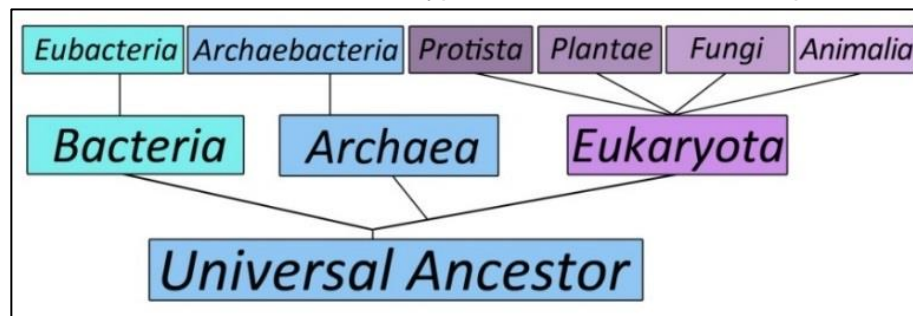 Eubacteria Archaebacteria Protista Plantae Fungi Animalia
Bacteria Archaea Eukaryota
Universal Ancestor